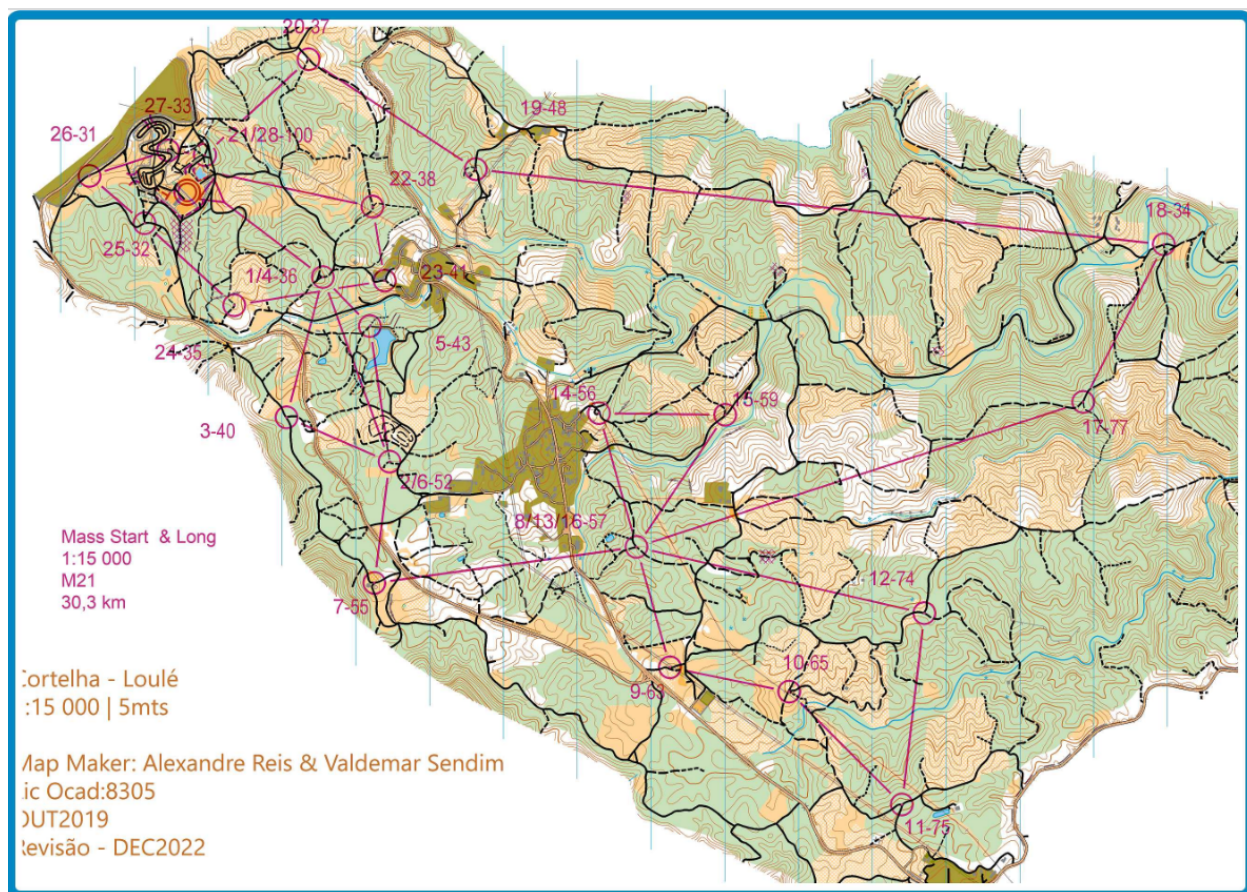 20-37
19-48
27-33
26-31
21/28-100
22-38
18-34
25-32
1/4-36
23-41
24-35
5-43
14-56
15-59
3-40
17-77
2/6-52
8/13/16-57
Mass Start & Long
1:15 000
M21
30,3 km
12-74
7-55
9-63
10-65
11-75
Cortelha - Loulé
:15 000 | 5mts
Map Maker: Alexandre Reis & Valdemar Sendim
Lic Ocad:8305
OUT2019
Revisão - DEC2022